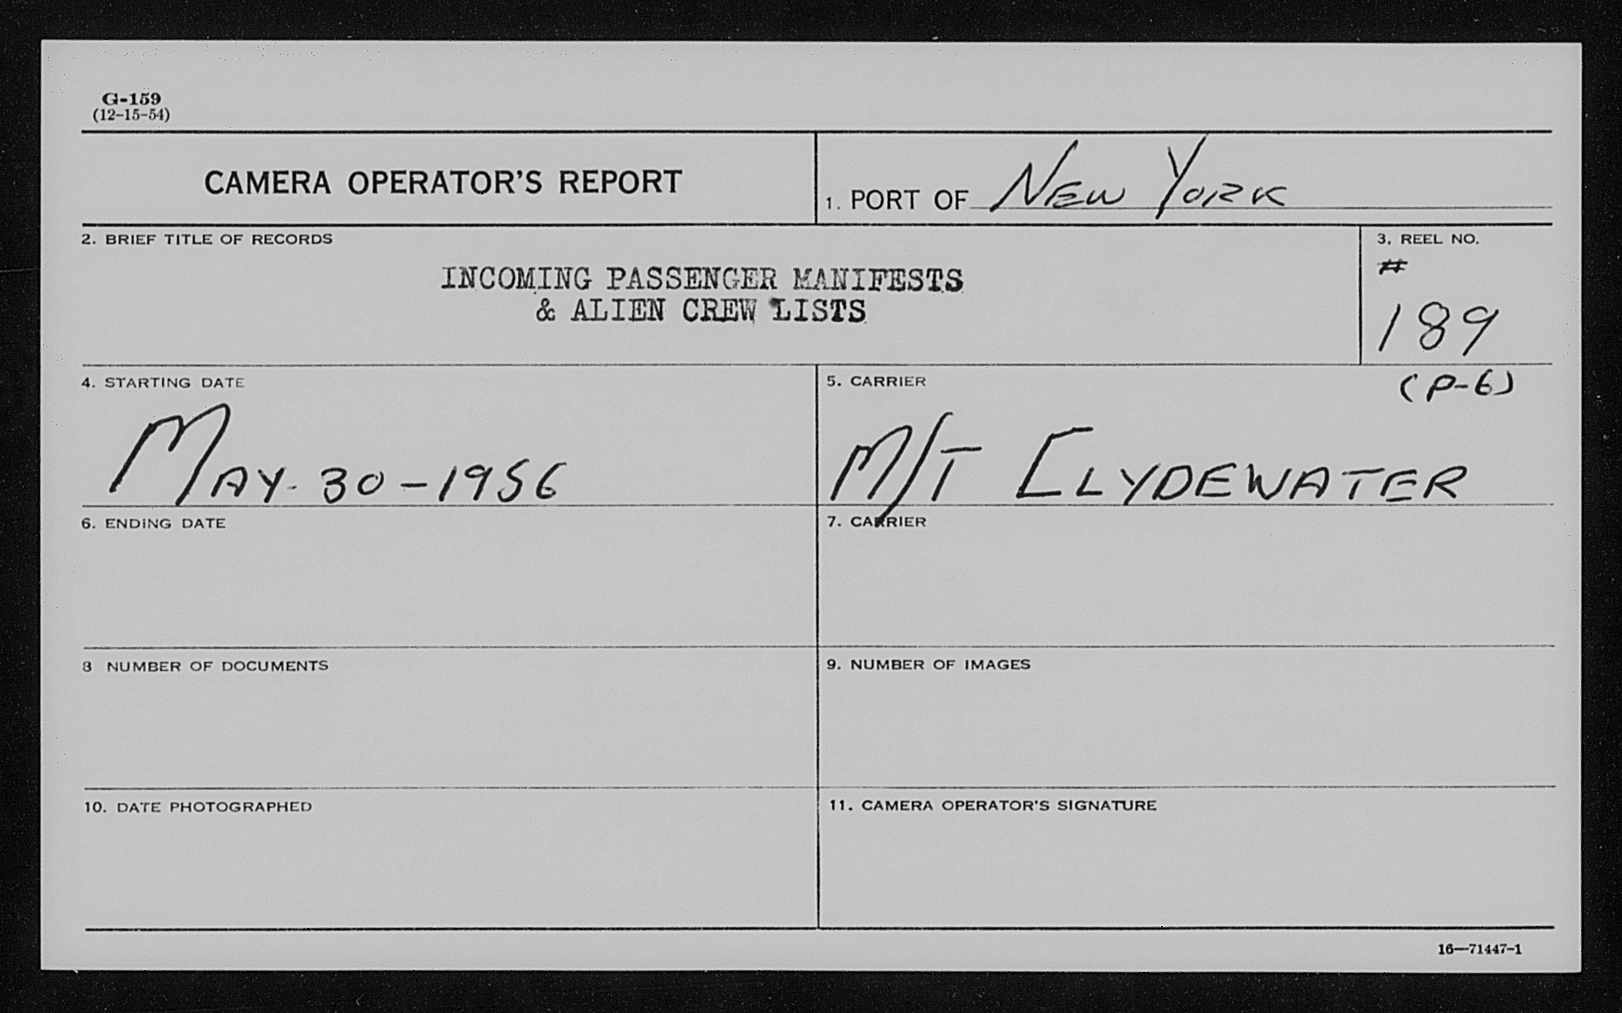 G-159
(12-15-54)
CAMERA OPERATOR'S REPORT
1. PORT OF New York
2. BRIEF TITLE OF RECORDS
INCOMING PASSENGER MANIFESTS
& ALIEN CREW LISTS
3. REEL NO.
#
189
4. STARTING DATE
MAY-30-1956
5. CARRIER
(P-6)
M/T CLYDEWATER
6. ENDING DATE
7. CARRIER
8 NUMBER OF DOCUMENTS
9. NUMBER OF IMAGES
10. DATE PHOTOGRAPHED
11. CAMERA OPERATOR'S SIGNATURE
16—71447-1